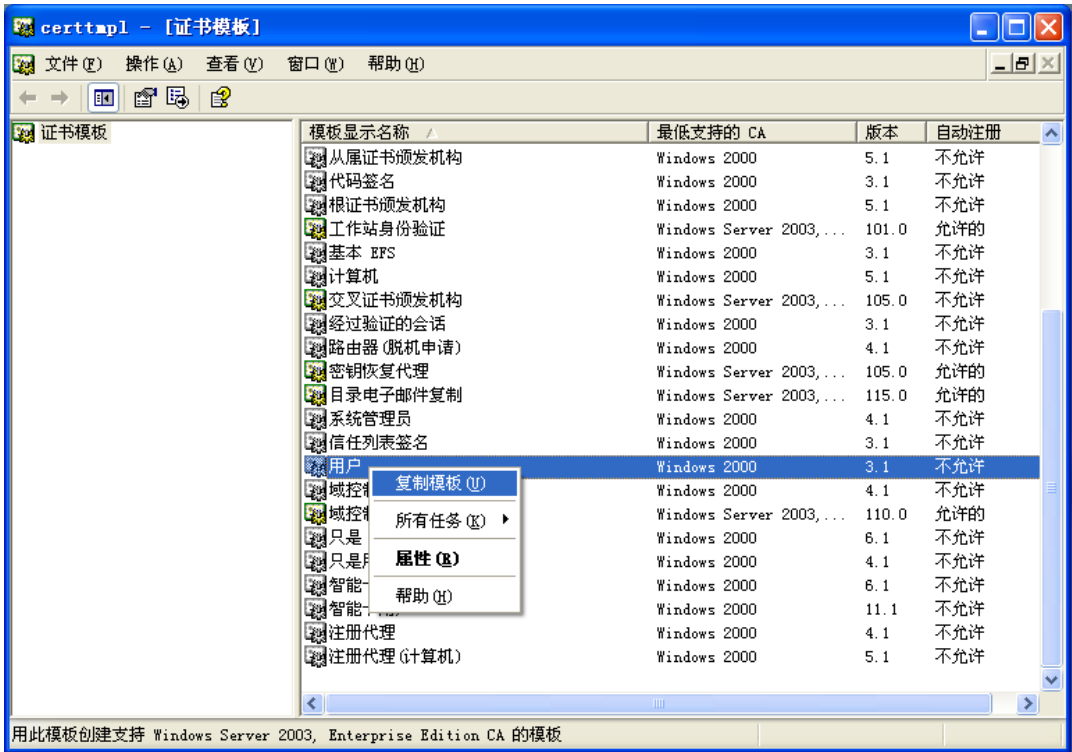 certtmpl - [证书模板]
文件(F) 操作(A) 查看(V) 窗口(W) 帮助(H)
证书模板
模板显示名称 最低支持的 CA 版本 自动注册
从属证书颁发机构 Windows 2000 5.1 不允许
代码签名 Windows 2000 3.1 不允许
根证书颁发机构 Windows 2000 5.1 不允许
工作站身份验证 Windows Server 2003,... 101.0 允许的
基本 EFS Windows 2000 3.1 不允许
计算机 Windows 2000 5.1 不允许
交叉证书颁发机构 Windows Server 2003,... 105.0 不允许
经过验证的会话 Windows 2000 3.1 不允许
路由器(脱机申请) Windows 2000 4.1 不允许
密钥恢复代理 Windows Server 2003,... 105.0 允许的
目录电子邮件复制 Windows Server 2003,... 115.0 允许的
系统管理员 Windows 2000 4.1 不允许
信任列表签名 Windows 2000 3.1 不允许
用户 Windows 2000 3.1 不允许
域控 Windows 2000 4.1 不允许
域控 Windows Server 2003,... 110.0 允许的
只是 Windows 2000 6.1 不允许
只是 Windows 2000 4.1 不允许
智能 Windows 2000 6.1 不允许
智能 Windows 2000 11.1 不允许
注册代理 Windows 2000 4.1 不允许
注册代理(计算机) Windows 2000 5.1 不允许
复制模板(U)
所有任务(K)
属性(R)
帮助(H)
用此模板创建支持 Windows Server 2003, Enterprise Edition CA 的模板